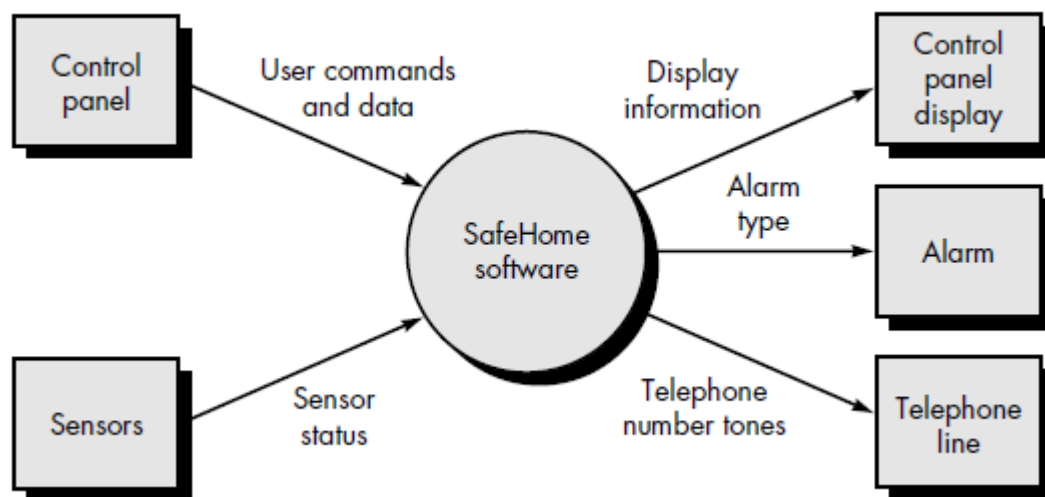 Control
panel
User commands
and data
Display
information
Control
panel
display
Alarm
type
SafeHome
software
Alarm
Sensors
Sensor
status
Telephone
number tones
Telephone
line